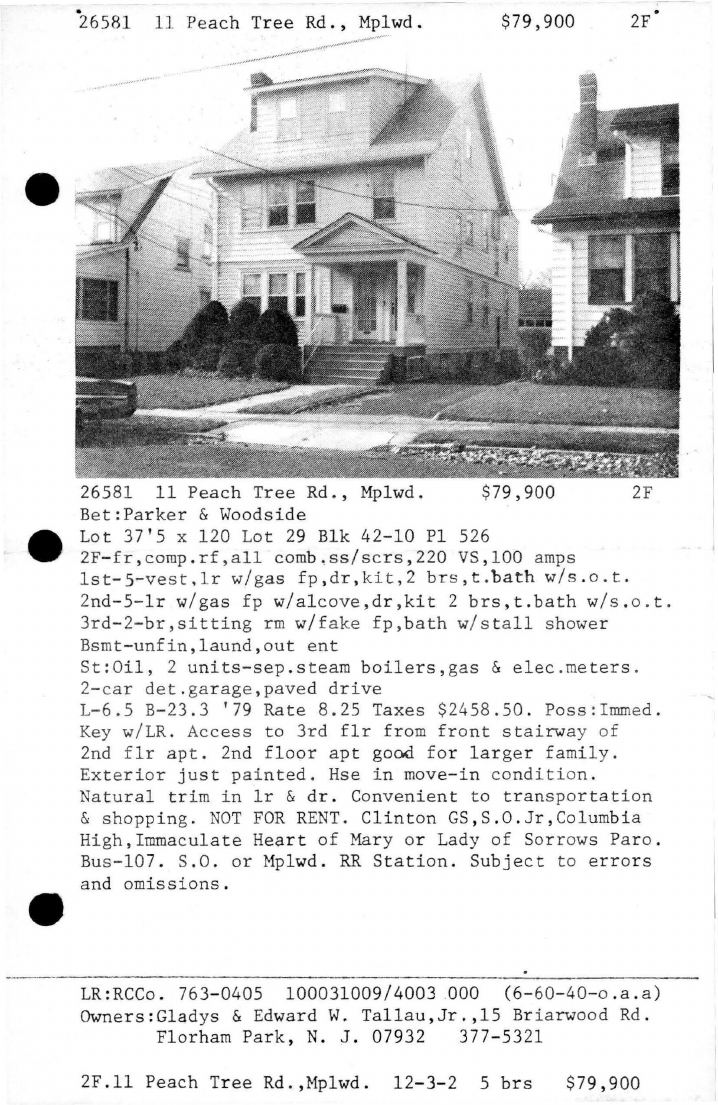 26581 11 Peach Tree Rd., Mplwd. $79,900 2F
26581 11 Peach Tree Rd., Mplwd. $79,900 2F
Bet:Parker & Woodside
Lot 37'5 x 120 Lot 29 Blk 42-10 Pl 526
2F-fr,comp.rf,all comb.ss/scrs,220 VS,100 amps
1st-5-vest,lr w/gas fp,dr,kit,2 brs,t.bath w/s.o.t.
2nd-5-lr w/gas fp w/alcove,dr,kit 2 brs,t.bath w/s.o.t.
3rd-2-br,sitting rm w/fake fp,bath w/stall shower
Bsmt-unfin,laund,out ent
St:Oil, 2 units-sep.steam boilers,gas & elec.meters.
2-car det.garage,paved drive
L-6.5 B-23.3 '79 Rate 8.25 Taxes $2458.50. Poss:Immed.
Key w/LR. Access to 3rd flr from front stairway of
2nd flr apt. 2nd floor apt good for larger family.
Exterior just painted. Hse in move-in condition.
Natural trim in lr & dr. Convenient to transportation
& shopping. NOT FOR RENT. Clinton GS,S.O.Jr,Columbia
High,Immaculate Heart of Mary or Lady of Sorrows Paro.
Bus-107. S.O. or Mplwd. RR Station. Subject to errors
and omissions.
LR:RCCo. 763-0405 100031009/4003 000 (6-60-40-o.a.a)
Owners:Gladys & Edward W. Tallau,Jr.,15 Briarwood Rd.
Florham Park, N. J. 07932 377-5321
2F.11 Peach Tree Rd.,Mplwd. 12-3-2 5 brs $79,900